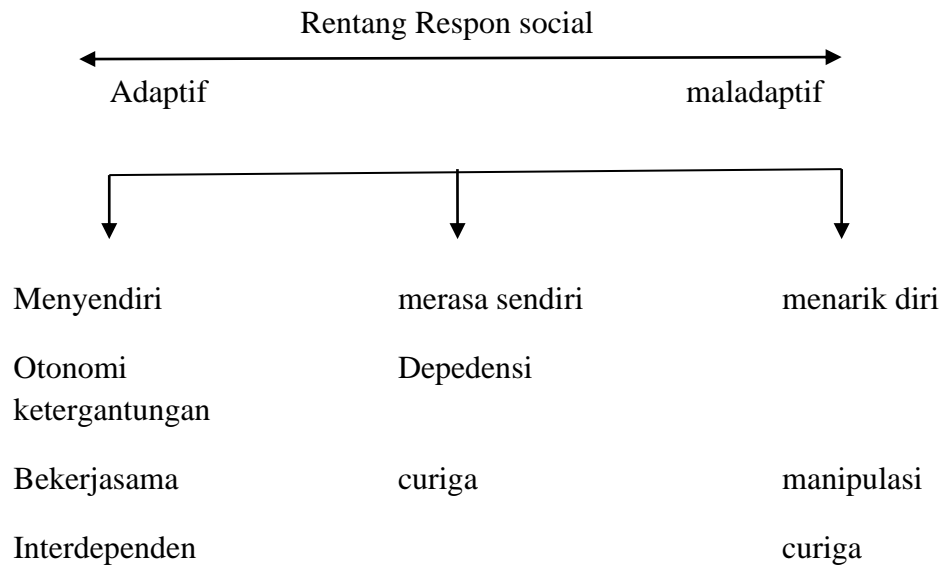 Rentang Respon social
Adaptif maladaptif
Menyendiri merasa sendiri menarik diri
Otonomi Depedensi
ketergantungan
Bekerjasama curiga manipulasi
Interdependen curiga